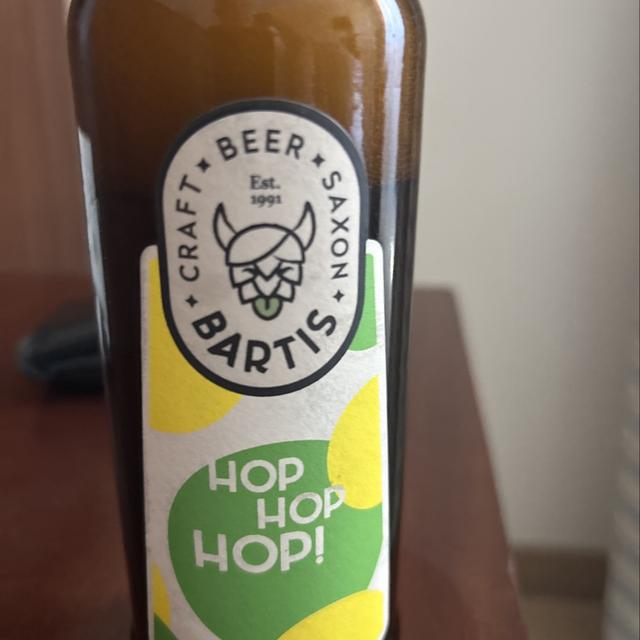 CRAFT ✦ BEER ✦ SAXON ✦ BARTIS ✦
Est.
1991
HOP
HOP
HOP!